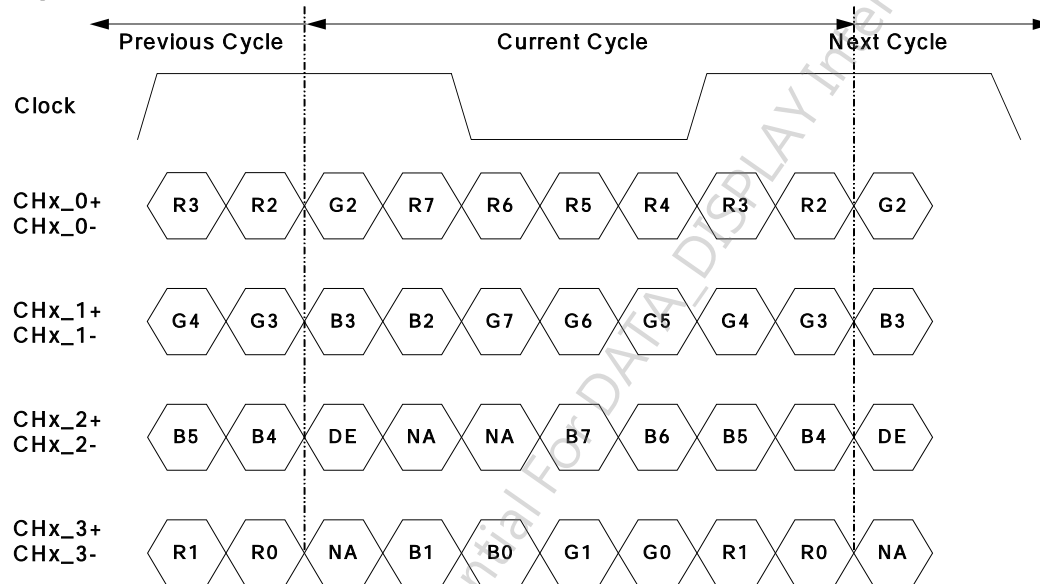 Previous Cycle Current Cycle Next Cycle
Clock
CHx_0+
CHx_0-
R3 R2 G2 R7 R6 R5 R4 R3 R2 G2
CHx_1+
CHx_1-
G4 G3 B3 B2 G7 G6 G5 G4 G3 B3
CHx_2+
CHx_2-
B5 B4 DE NA NA B7 B6 B5 B4 DE
CHx_3+
CHx_3-
R1 R0 NA B1 B0 G1 G0 R1 R0 NA
For DATA_DISPLAY